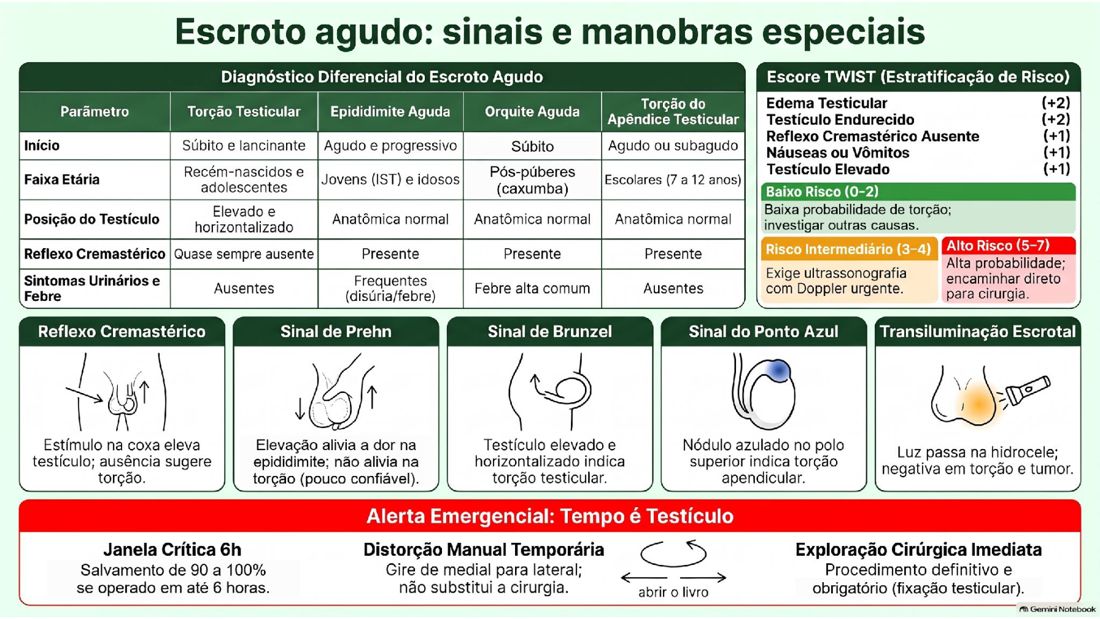 Escroto agudo: sinais e manobras especiais
Diagnóstico Diferencial do Escroto Agudo
Parâmetro
Torção Testicular
Epididimite Aguda
Orquite Aguda
Torção do
Apêndice Testicular
Início
Súbito e lancinante
Agudo e progressivo
Súbito
Agudo ou subagudo
Faixa Etária
Recém-nascidos e
adolescentes
Jovens (IST) e idosos
Pós-púberes
(caxumba)
Escolares (7 a 12 anos)
Posição do Testículo
Elevado e
horizontalizado
Anatômica normal
Anatômica normal
Anatômica normal
Reflexo Cremastérico
Quase sempre ausente
Presente
Presente
Presente
Sintomas Urinários e
Febre
Ausentes
Frequentes
(disúria/febre)
Febre alta comum
Ausentes
Escore TWIST (Estratificação de Risco)
Edema Testicular (+2)
Testículo Endurecido (+2)
Reflexo Cremastérico Ausente (+1)
Náuseas ou Vômitos (+1)
Testículo Elevado (+1)
Baixo Risco (0-2)
Baixa probabilidade de torção;
investigar outras causas.
Risco Intermediário (3–4)
Exige ultrassonografia
com Doppler urgente.
Alto Risco (5-7)
Alta probabilidade;
encaminhar direto
para cirurgia.
Reflexo Cremastérico
Estímulo na coxa eleva
testículo; ausência sugere
torção.
Sinal de Prehn
Elevação alivia a dor na
epididimite; não alivia na
torção (pouco confiável).
Sinal de Brunzel
Testículo elevado e
horizontalizado indica
torção testicular.
Sinal do Ponto Azul
Nódulo azulado no polo
superior indica torção
apendicular.
Transiluminação Escrotal
Luz passa na hidrocele;
negativa em torção e tumor.
Alerta Emergencial: Tempo é Testículo
Janela Crítica 6h
Salvamento de 90 a 100%
se operado em até 6 horas.
Distorção Manual Temporária
Gire de medial para lateral;
não substitui a cirurgia.
abrir o livro
Exploração Cirúrgica Imediata
Procedimento definitivo e
obrigatório (fixação testicular).
Gemini Notebook